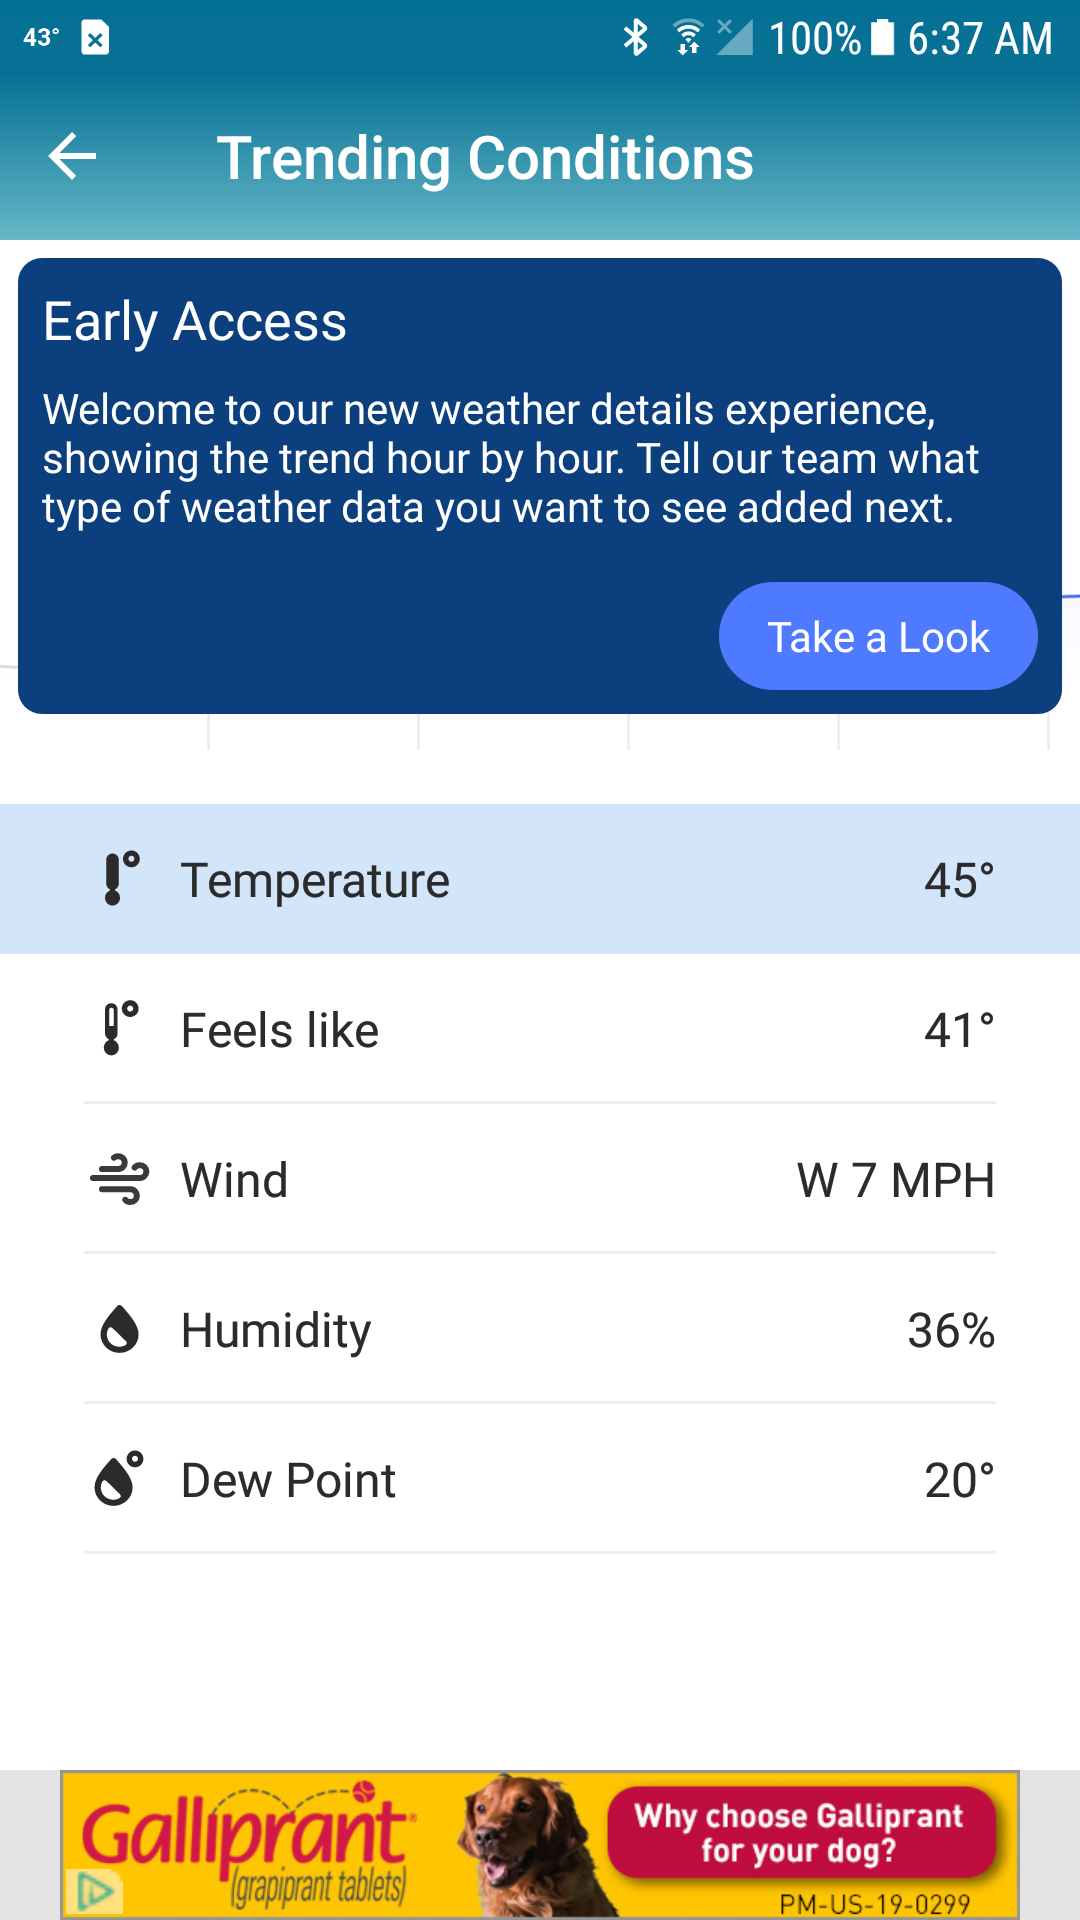 43° 100% 6:37 AM
Trending Conditions
Early Access
Welcome to our new weather details experience,
showing the trend hour by hour. Tell our team what
type of weather data you want to see added next.
Take a Look
Temperature 45°
Feels like 41°
Wind W 7 MPH
Humidity 36%
Dew Point 20°
Galliprant®
(grapiprant tablets)
Why choose Galliprant
for your dog?
PM-US-19-0299